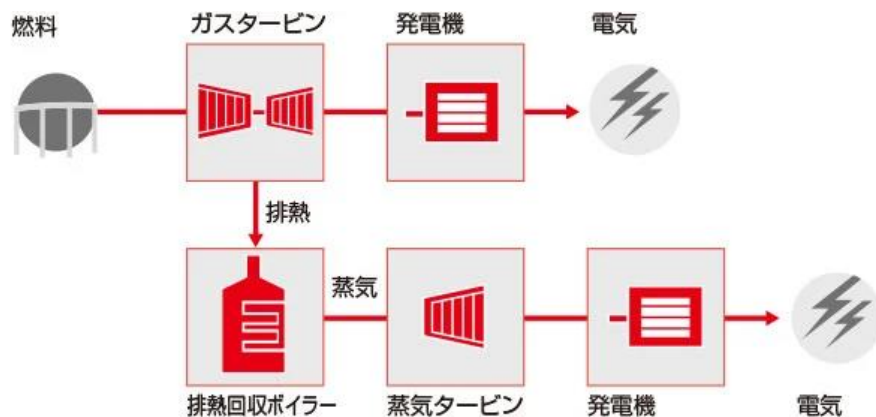 燃料
ガスタービン
発電機
電気
排熱
蒸気
排熱回収ボイラー
蒸気タービン
発電機
電気